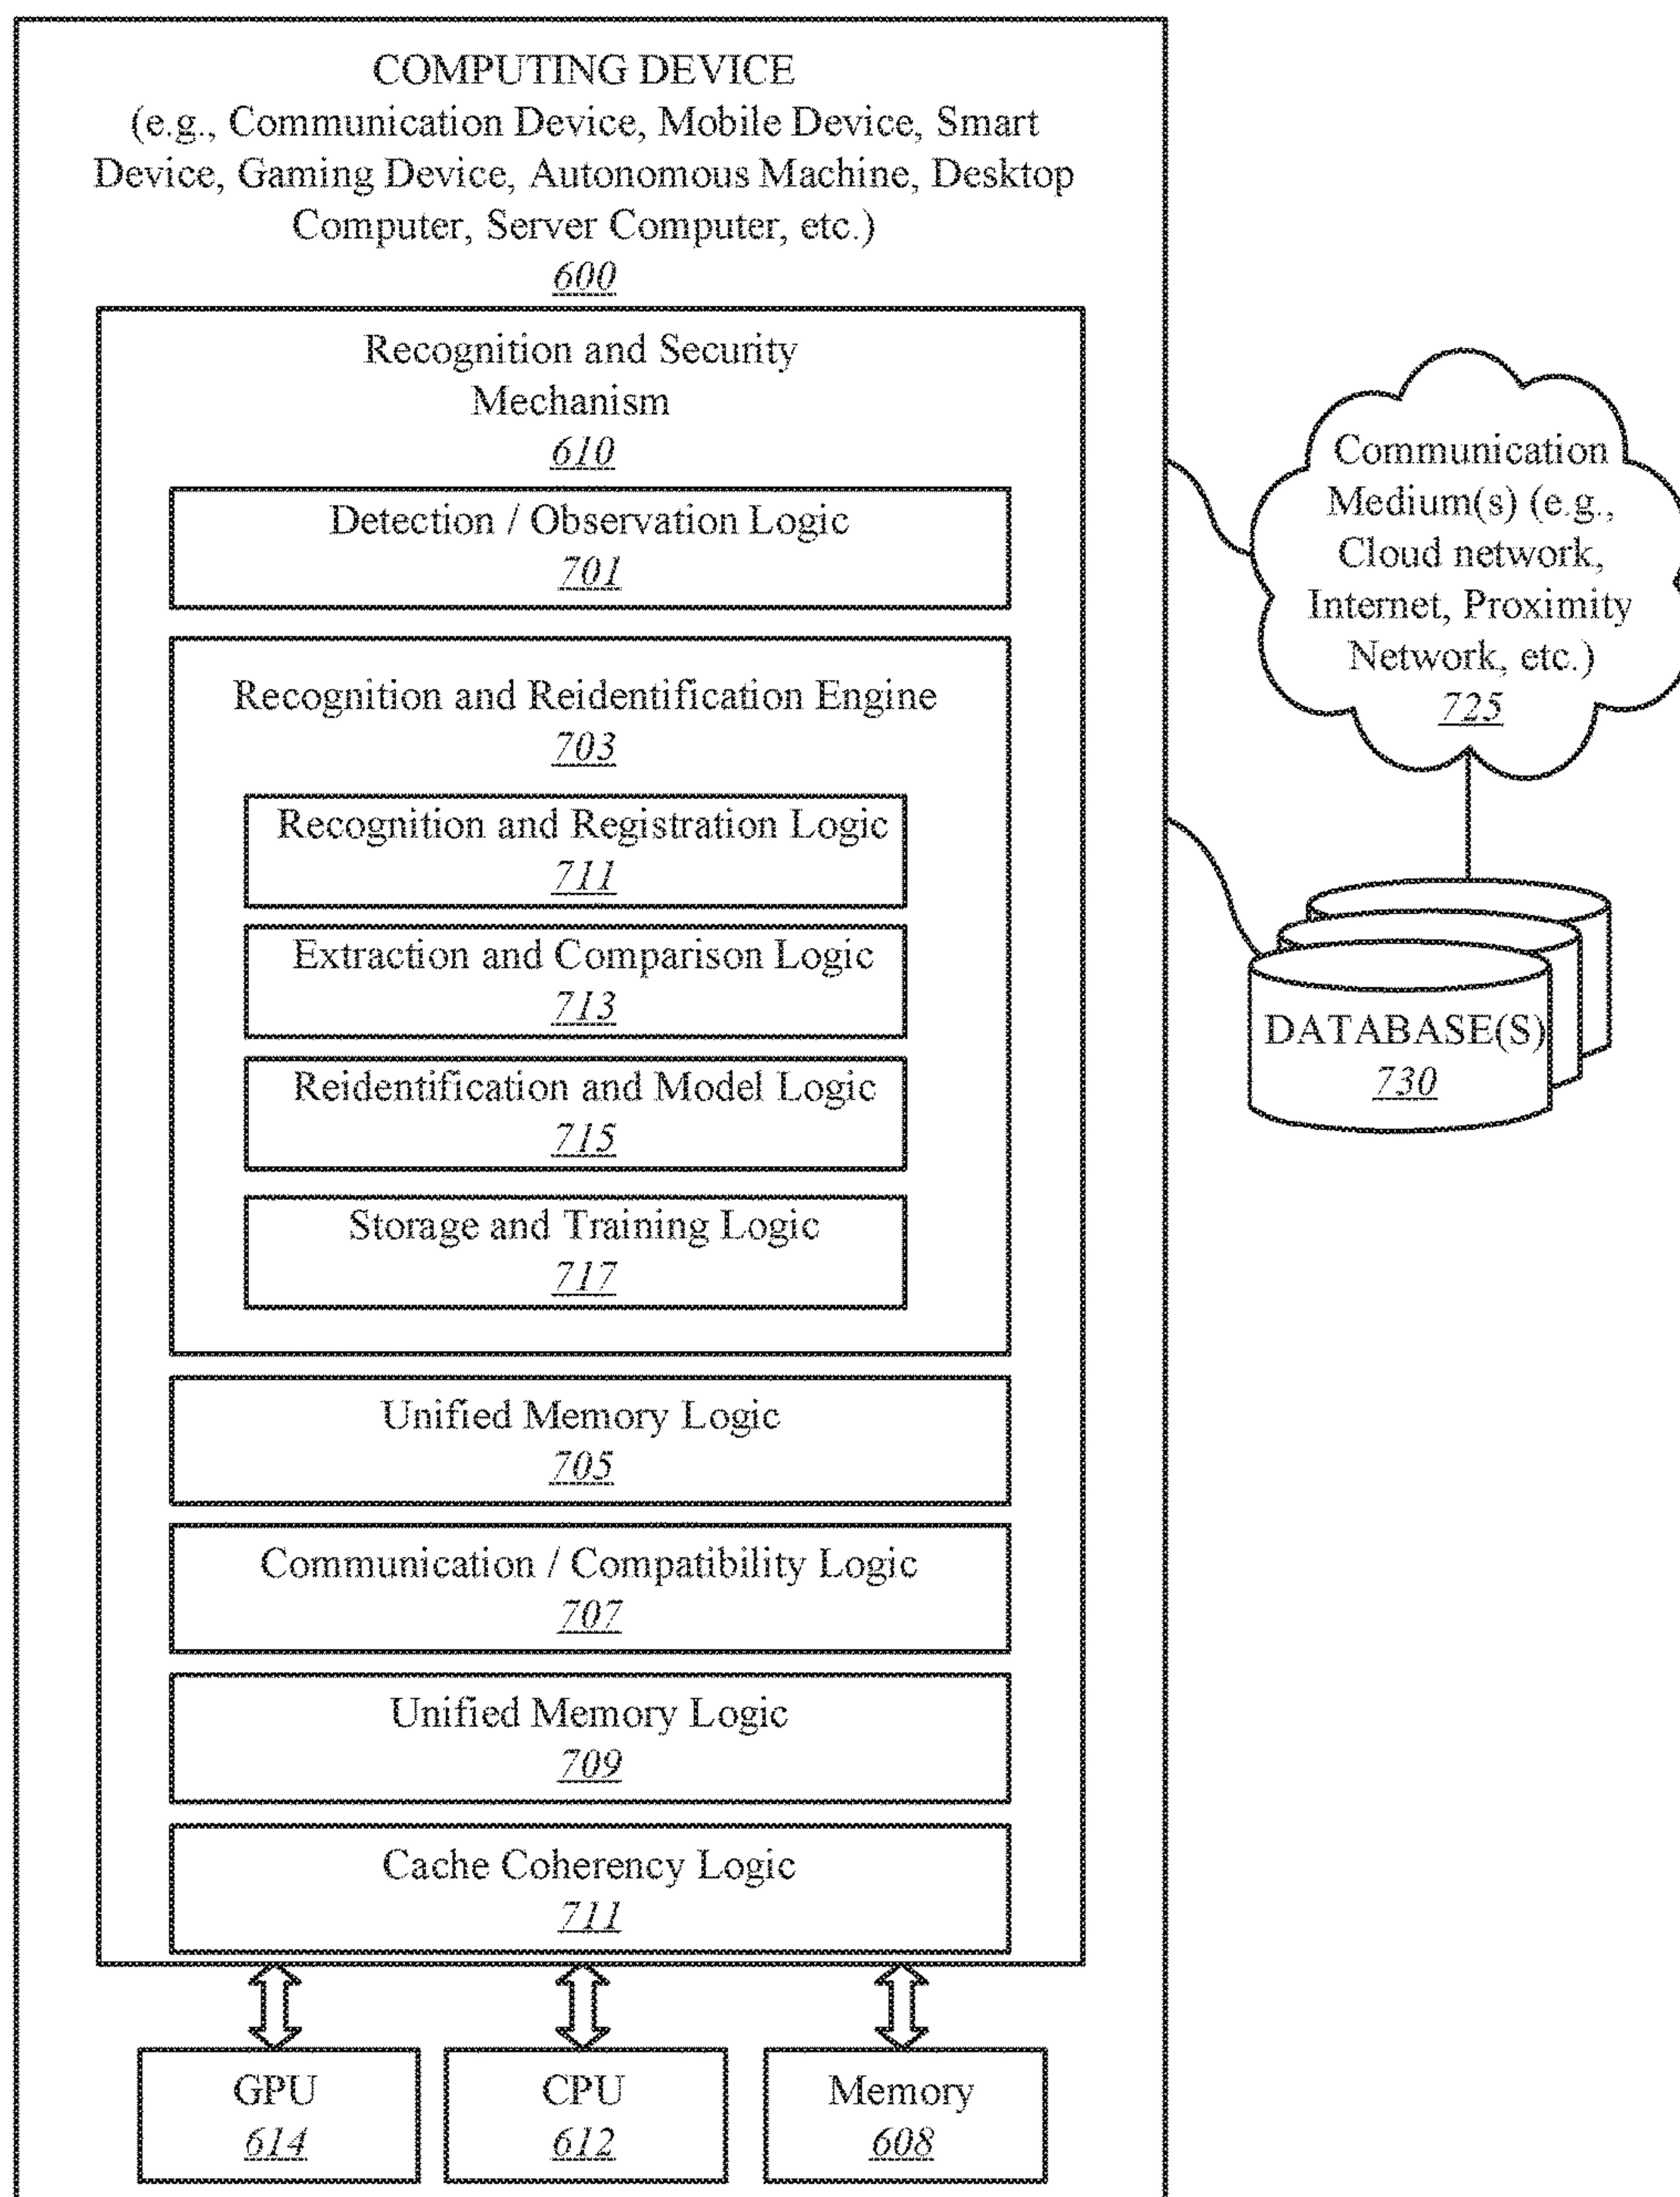 COMPUTING DEVICE
(e.g., Communication Device, Mobile Device, Smart
Device, Gaming Device, Autonomous Machine, Desktop
Computer, Server Computer, etc.)
600
Recognition and Security
Mechanism
610
Detection / Observation Logic
701
Recognition and Reidentification Engine
703
Recognition and Registration Logic
711
Extraction and Comparison Logic
713
Reidentification and Model Logic
715
Storage and Training Logic
717
Unified Memory Logic
705
Communication / Compatibility Logic
707
Unified Memory Logic
709
Cache Coherency Logic
711
GPU
614
CPU
612
Memory
608
Communication
Medium(s) (e.g.,
Cloud network,
Internet, Proximity
Network, etc.)
725
DATABASE(S)
730